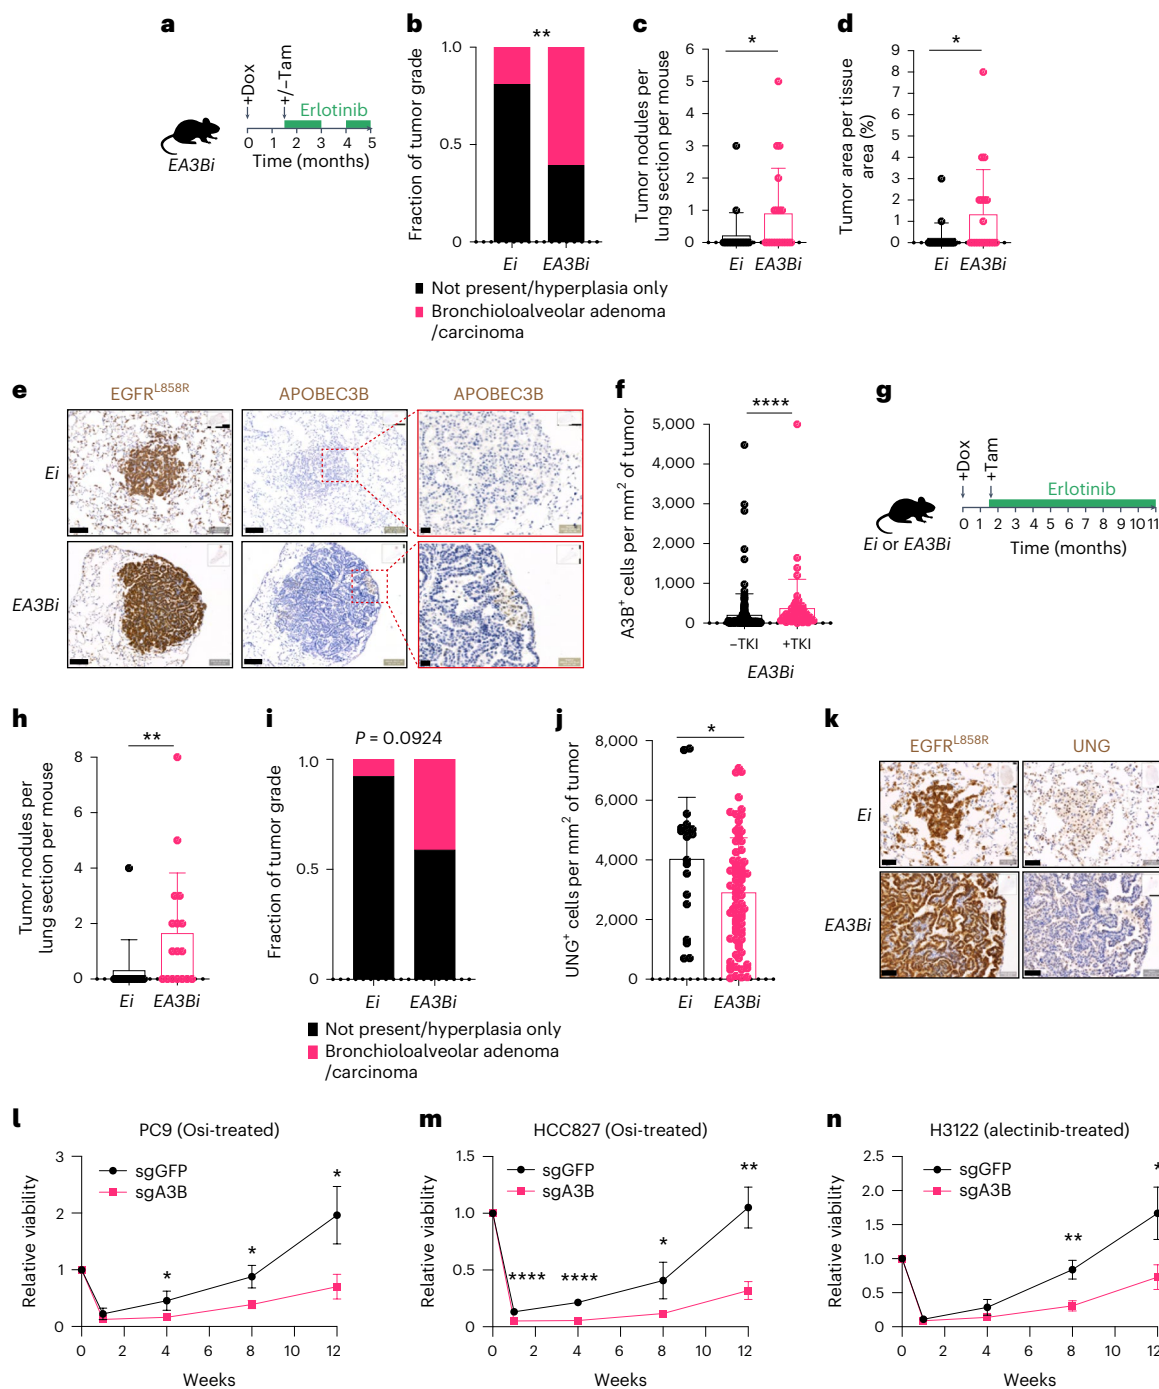 a
+Dox
+/−Tam
Erlotinib
0 1 2 3 4 5
Time (months)
EA3Bi
b
**
Fraction of tumor grade
1.0
0.5
0
Ei EA3Bi
Not present/hyperplasia only
Bronchioloalveolar adenoma
/carcinoma
c
*
Tumor nodules per
lung section per mouse
6
5
4
3
2
1
0
Ei EA3Bi
d
*
Tumor area per tissue
area (%)
9
8
7
6
5
4
3
2
1
0
Ei EA3Bi
e
EGFR^L858R APOBEC3B APOBEC3B
Ei
EA3Bi
f
****
A3B+ cells per mm² of tumor
5,000
4,000
3,000
2,000
1,000
0
−TKI +TKI
EA3Bi
g
+Dox
+Tam
Erlotinib
0 1 2 3 4 5 6 7 8 9 10 11
Ei or EA3Bi
Time (months)
h
**
Tumor nodules per
lung section per mouse
8
6
4
2
0
Ei EA3Bi
i
P = 0.0924
Fraction of tumor grade
1.0
0.5
0
Ei EA3Bi
Not present/hyperplasia only
Bronchioloalveolar adenoma
/carcinoma
j
*
UNG+ cells per mm² of tumor
8,000
6,000
4,000
2,000
0
Ei EA3Bi
k
EGFR^L858R UNG
Ei
EA3Bi
l
PC9 (Osi-treated)
sgGFP
sgA3B
Relative viability
3
2
1
0
* * *
0 2 4 6 8 10 12
Weeks
m
HCC827 (Osi-treated)
sgGFP
sgA3B
Relative viability
1.5
1.0
0.5
0
**** **** * **
0 2 4 6 8 10 12
Weeks
n
H3122 (alectinib-treated)
sgGFP
sgA3B
Relative viability
2.5
2.0
1.5
1.0
0.5
0
** *
0 2 4 6 8 10 12
Weeks